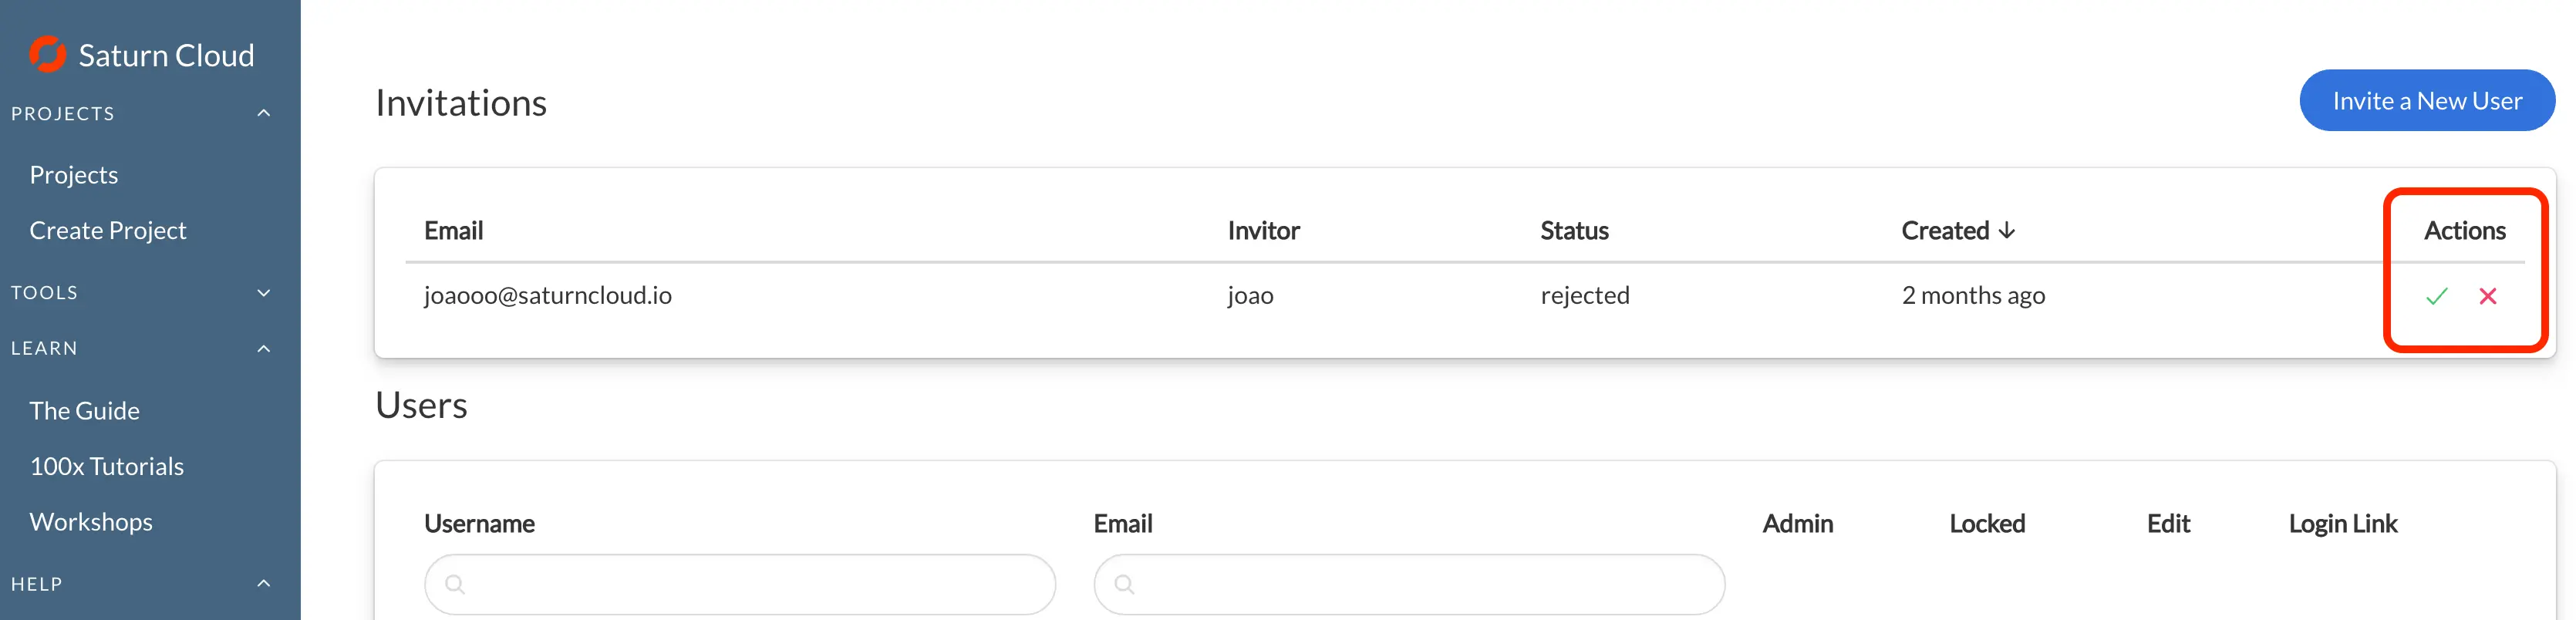 Saturn Cloud
PROJECTS
Projects
Create Project
TOOLS
LEARN
The Guide
100x Tutorials
Workshops
HELP
Invitations
Invite a New User
Email Invitor Status Created Actions
joaooo@saturncloud.io joao rejected 2 months ago
Users
Username Email Admin Locked Edit Login Link